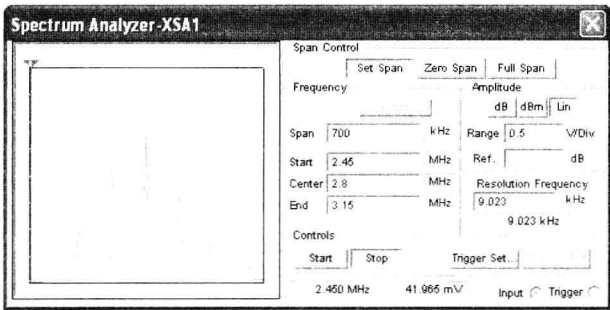 Spectrum Analyzer-XSA1
Span Control
Set Span Zero Span Full Span
Frequency
Amplitude
dB dBm Lin
Span 700 kHz
Range 0.5 V/Div
Start 2.45 MHz
Ref. dB
Center 2.8 MHz
Resolution Frequency
End 3.15 MHz
9.023 kHz
9.023 kHz
Controls
Start Stop Trigger Set...
2.450 MHz 41.965 mV Input Trigger